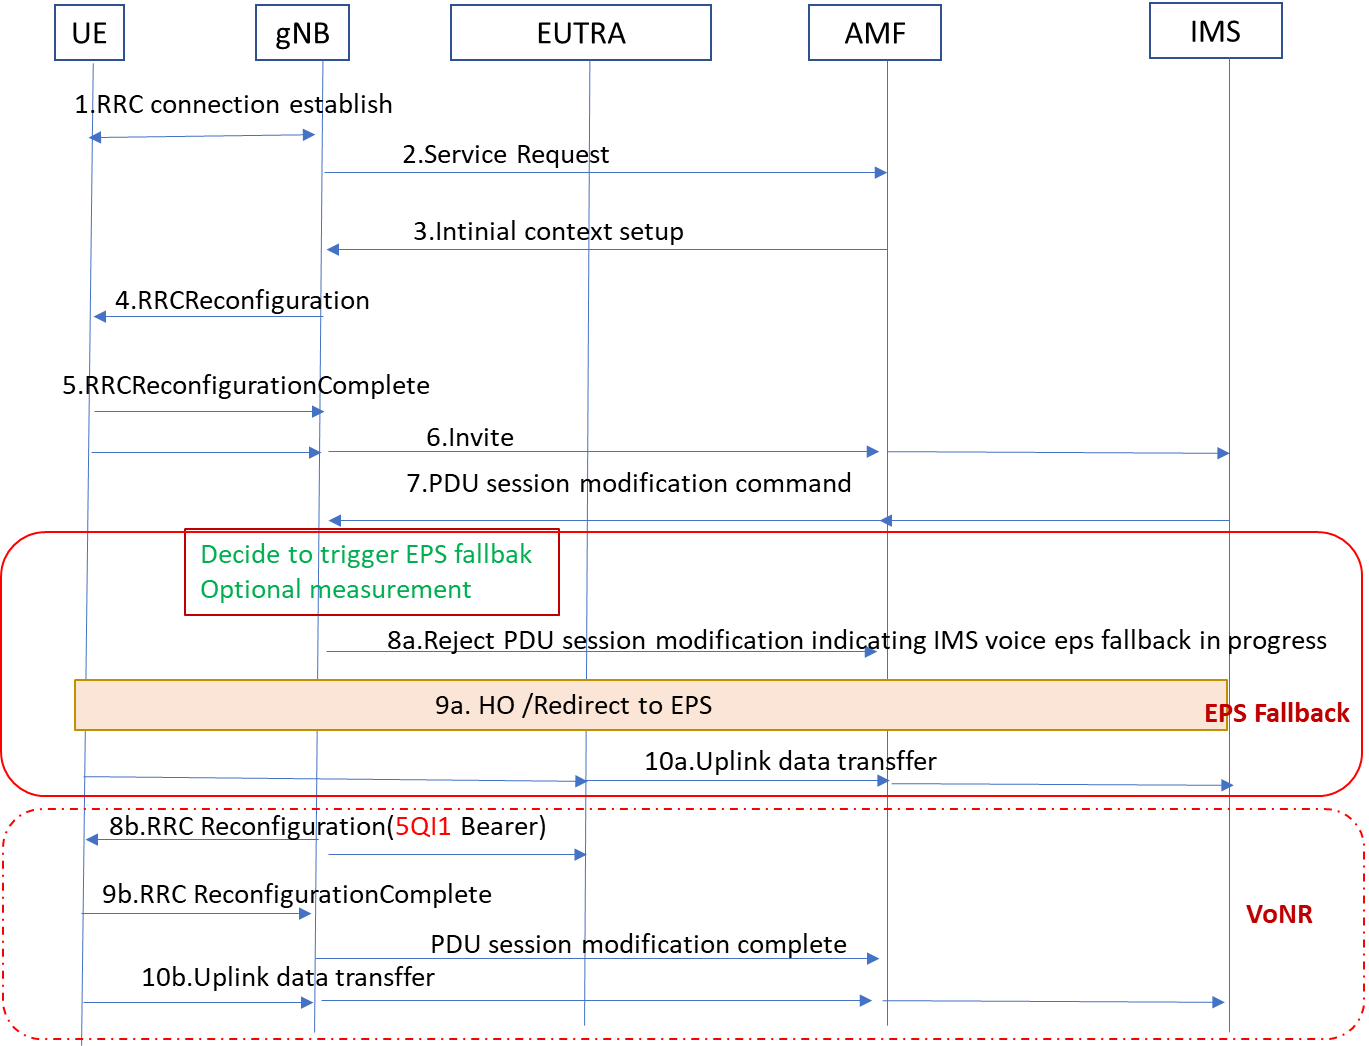 UE
gNB
EUTRA
AMF
IMS
1.RRC connection establish
2.Service Request
3.Intinial context setup
4.RRCReconfiguration
5.RRCReconfigurationComplete
6.Invite
7.PDU session modification command
Decide to trigger EPS fallbak
Optional measurement
8a.Reject PDU session modification indicating IMS voice eps fallback in progress
9a. HO /Redirect to EPS
EPS Fallback
10a.Uplink data transffer
8b.RRC Reconfiguration(5QI1 Bearer)
9b.RRC ReconfigurationComplete
VoNR
PDU session modification complete
10b.Uplink data transffer